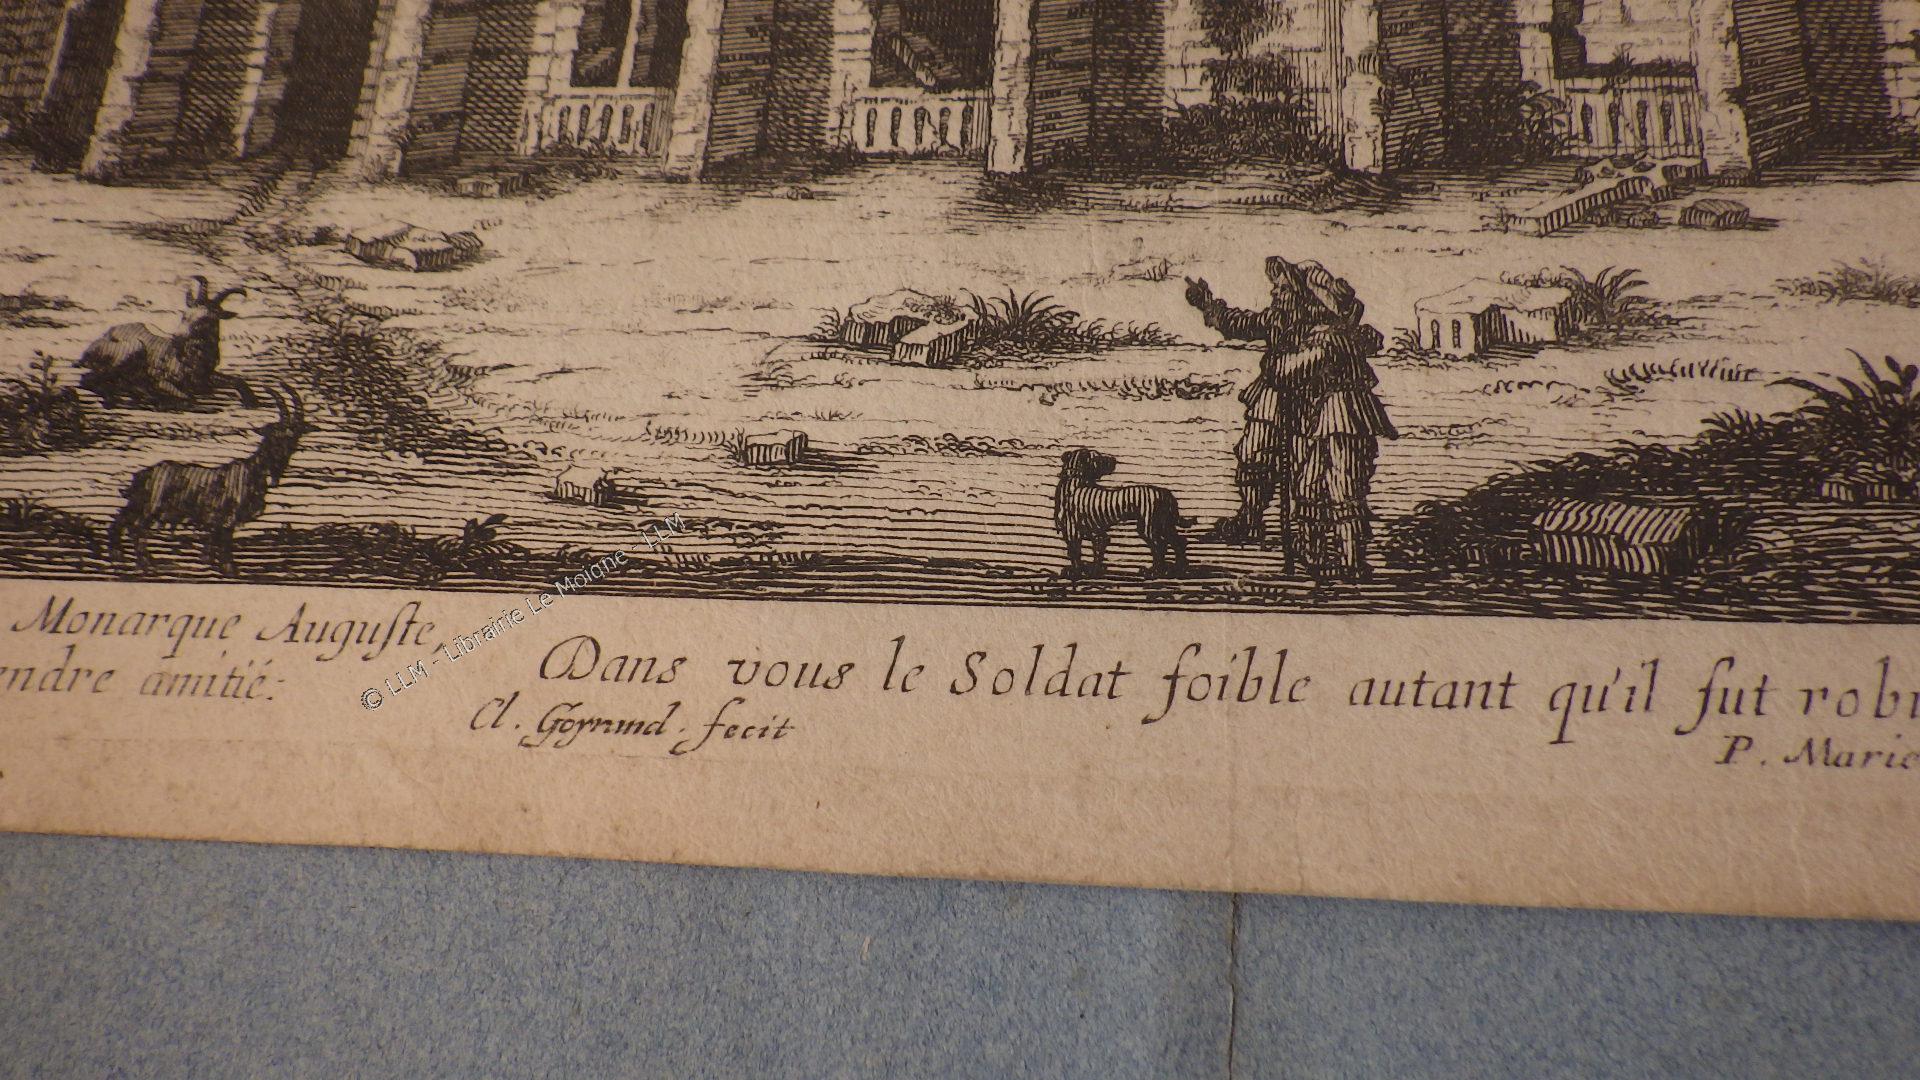 Monarque Auguſte,
endre amitié:
Dans vous le Soldat foible autant qu'il fut robu
Cl. Goyrand. fecit
P. Marie
© LLM - Librairie Le Moigne - LLM